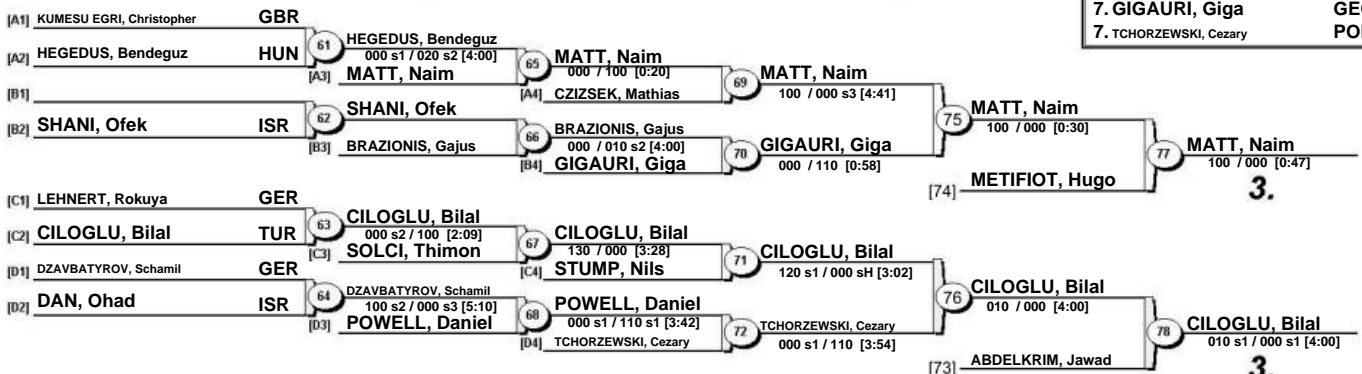 7. GIGAURI, Giga GE
7. TCHORZEWSKI, Cezary PO
[A1] KUMESU EGRI, Christopher GBR
[A2] HEGEDUS, Bendeguz HUN
61 HEGEDUS, Bendeguz
000 s1 / 020 s2 [4:00]
[A3] MATT, Naim
65 MATT, Naim
000 / 100 [0:20]
[A4] CZIZSEK, Mathias
69 MATT, Naim
100 / 000 s3 [4:41]
[B1]
[B2] SHANI, Ofek ISR
62 SHANI, Ofek
[B3] BRAZIONIS, Gajus
66 BRAZIONIS, Gajus
000 / 010 s2 [4:00]
[B4] GIGAURI, Giga
70 GIGAURI, Giga
000 / 110 [0:58]
75 MATT, Naim
100 / 000 [0:30]
[74] METIFIOT, Hugo
77 MATT, Naim
100 / 000 [0:47]
3.
[C1] LEHNERT, Rokuya GER
[C2] CILOGLU, Bilal TUR
63 CILOGLU, Bilal
000 s2 / 100 [2:09]
[C3] SOLCI, Thimon
67 CILOGLU, Bilal
130 / 000 [3:28]
[C4] STUMP, Nils
71 CILOGLU, Bilal
120 s1 / 000 sH [3:02]
[D1] DZAVBATYROV, Schamil GER
[D2] DAN, Ohad ISR
64 DZAVBATYROV, Schamil
100 s2 / 000 s3 [5:10]
[D3] POWELL, Daniel
68 POWELL, Daniel
000 s1 / 110 s1 [3:42]
[D4] TCHORZEWSKI, Cezary
72 TCHORZEWSKI, Cezary
000 s1 / 110 [3:54]
76 CILOGLU, Bilal
010 / 000 [4:00]
[73] ABDELKRIM, Jawad
78 CILOGLU, Bilal
010 s1 / 000 s1 [4:00]
3.